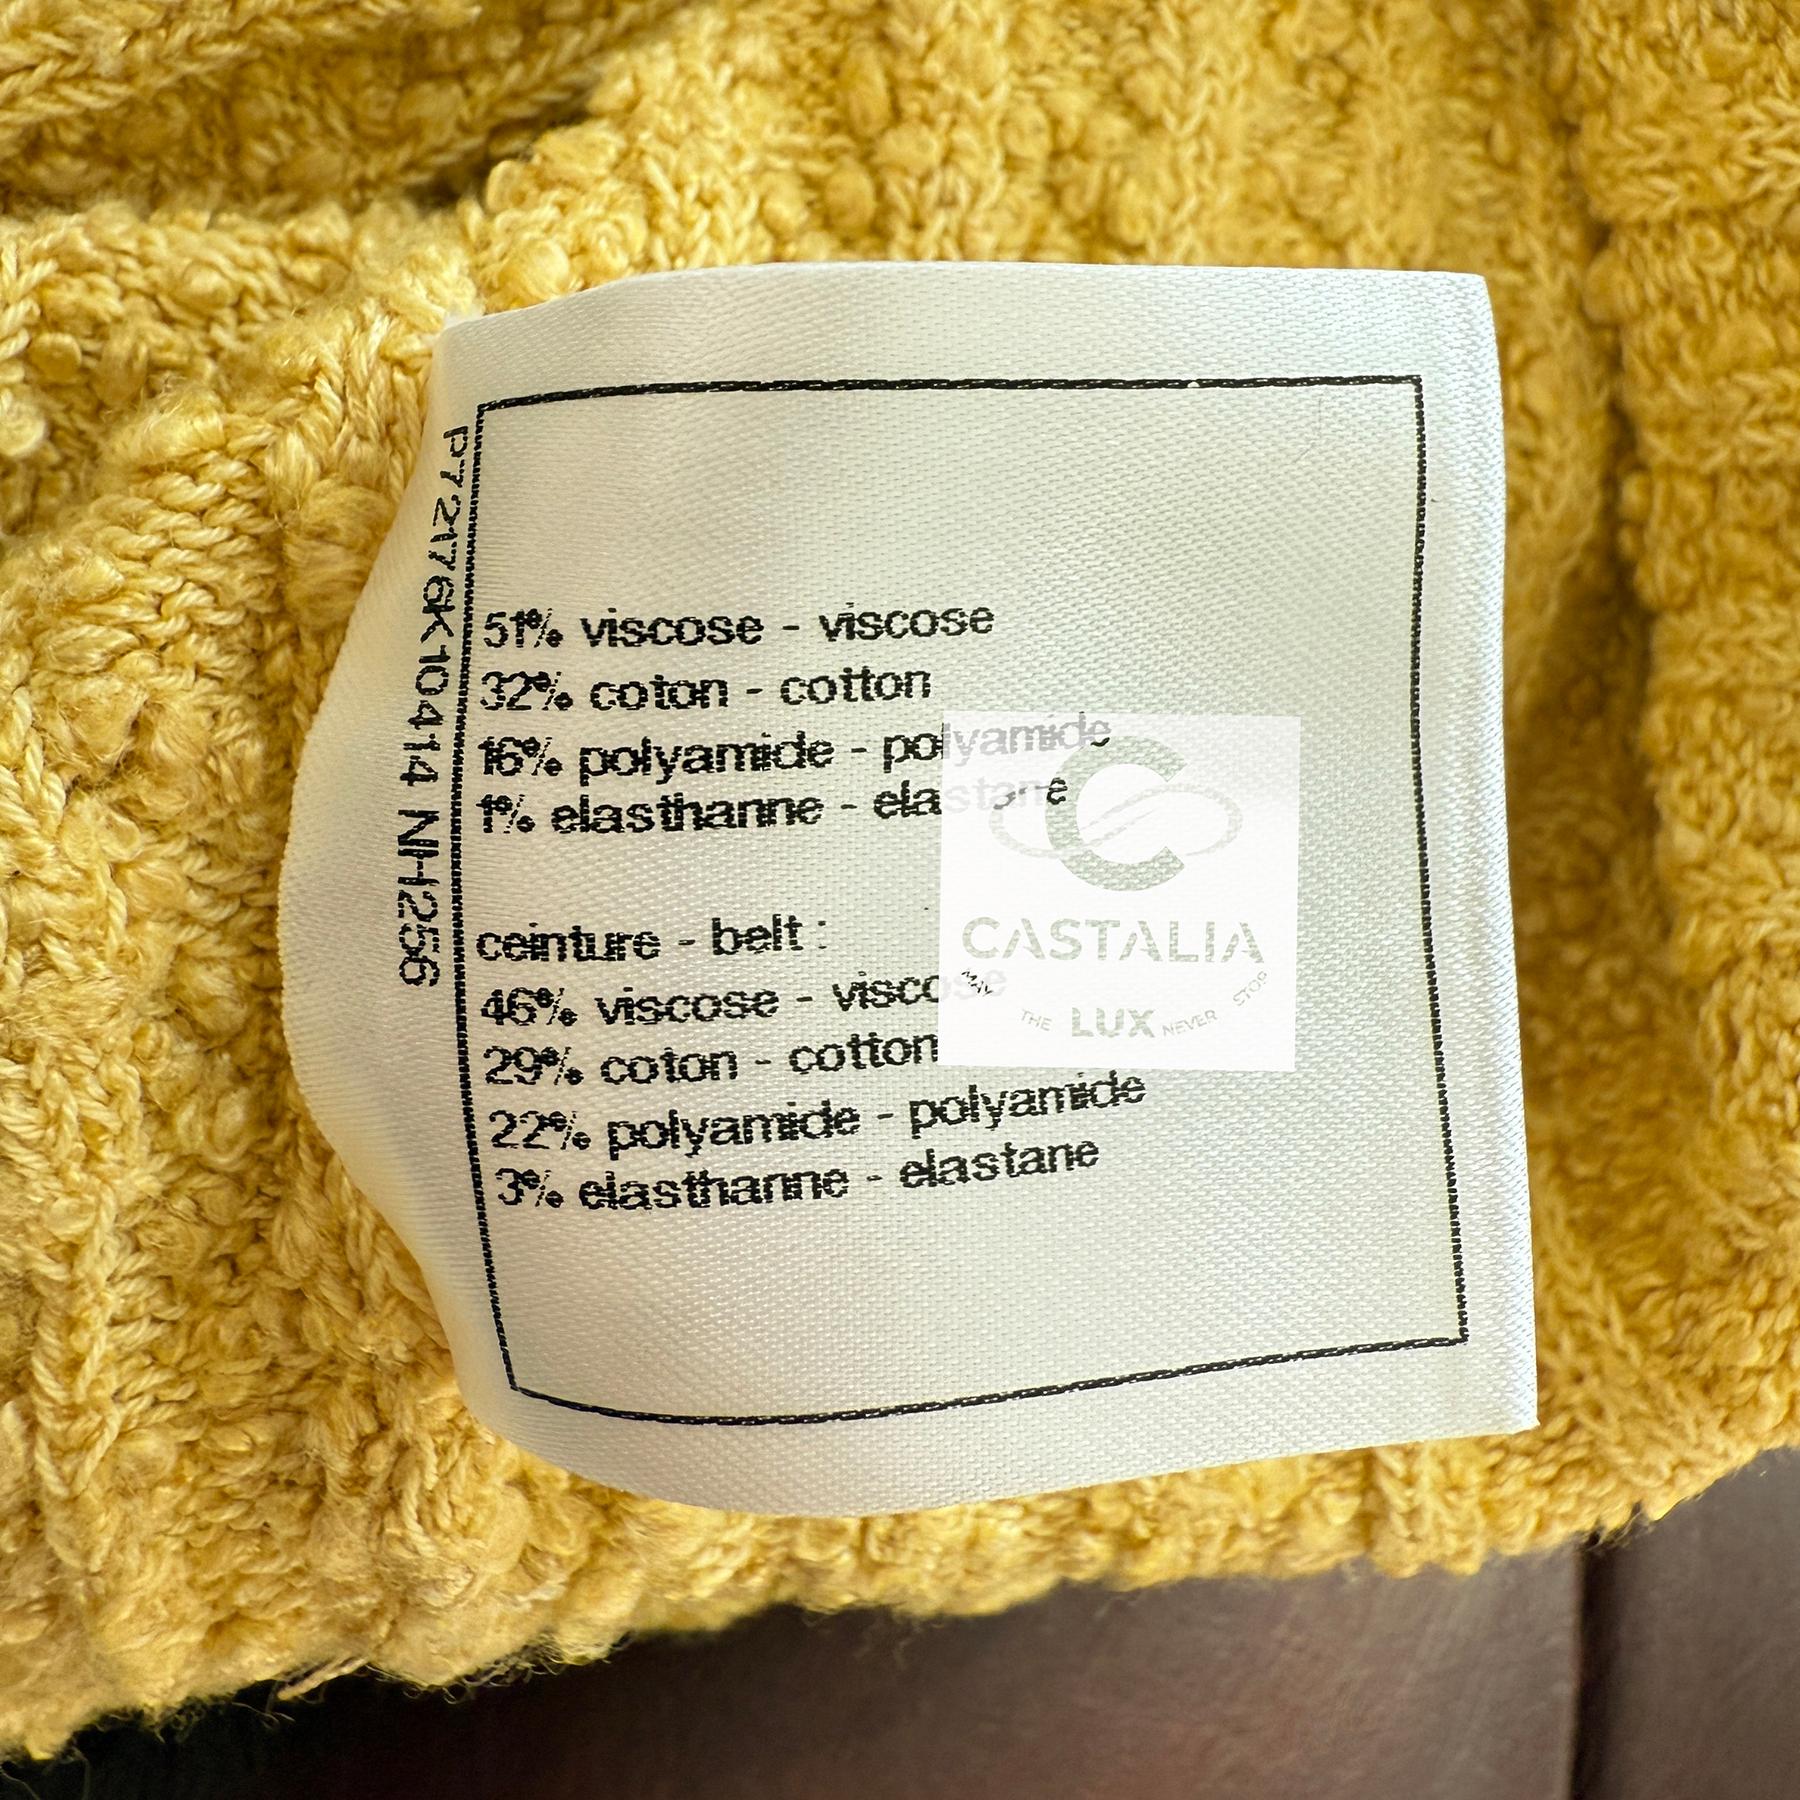 P72176K10414 NH256
51% viscose - viscose
32% coton - cotton
16% polyamide - polyamide
1% elasthanne - elastane
ceinture - belt :
46% viscose - viscose
29% coton - cotton
22% polyamide - polyamide
3% elasthanne - elastane
CASTALIA
MAY THE LUX NEVER STOP